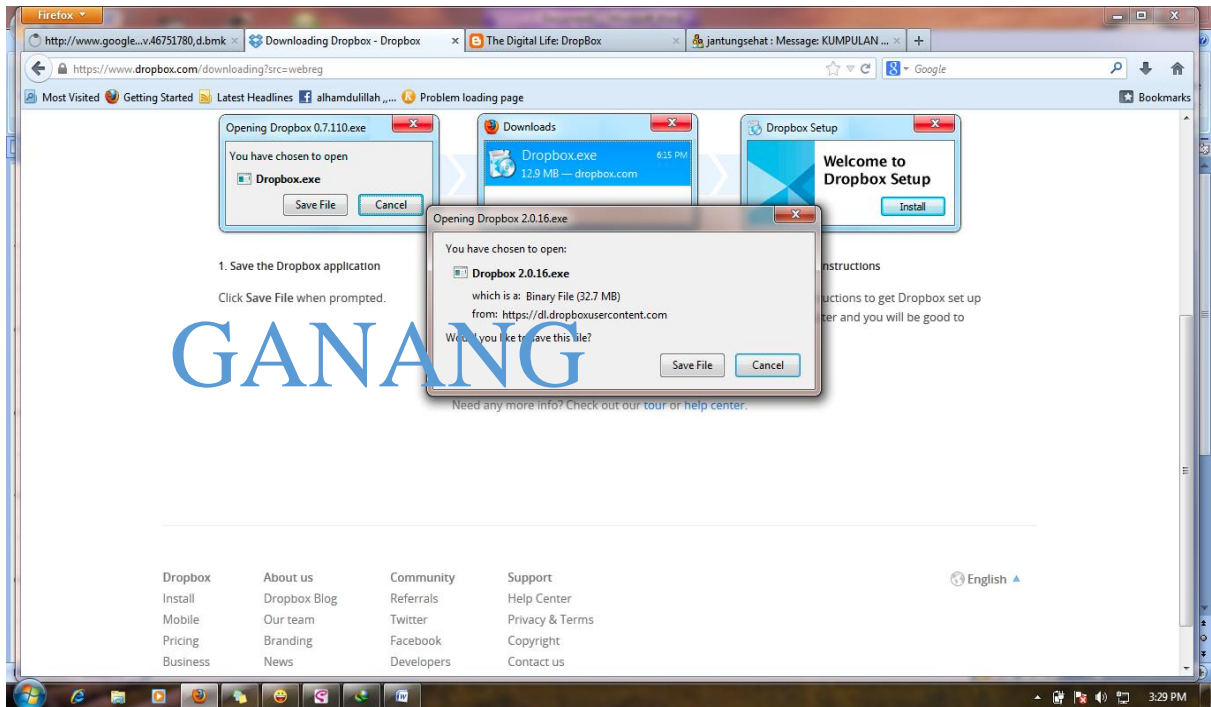 Firefox
http://www.google...v.46751780,d.bmk
Downloading Dropbox - Dropbox
The Digital Life: DropBox
jantungsehat : Message: KUMPULAN ...
https://www.dropbox.com/downloading?src=webreg
Google
Most Visited Getting Started Latest Headlines alhamdulillah ,,... Problem loading page
Bookmarks
Opening Dropbox 0.7.110.exe
You have chosen to open
Dropbox.exe
Save File Cancel
Downloads
Dropbox.exe 6:15 PM
12.9 MB — dropbox.com
Dropbox Setup
Welcome to
Dropbox Setup
Install
Opening Dropbox 2.0.16.exe
You have chosen to open:
Dropbox 2.0.16.exe
which is a: Binary File (32.7 MB)
from: https://dl.dropboxusercontent.com
Would you like to save this file?
Save File Cancel
1. Save the Dropbox application
Click Save File when prompted.
nstructions
uctions to get Dropbox set up
ter and you will be good to
GANANG
Need any more info? Check out our tour or help center.
Dropbox About us Community Support
Install Dropbox Blog Referrals Help Center
Mobile Our team Twitter Privacy & Terms
Pricing Branding Facebook Copyright
Business News Developers Contact us
English
3:29 PM